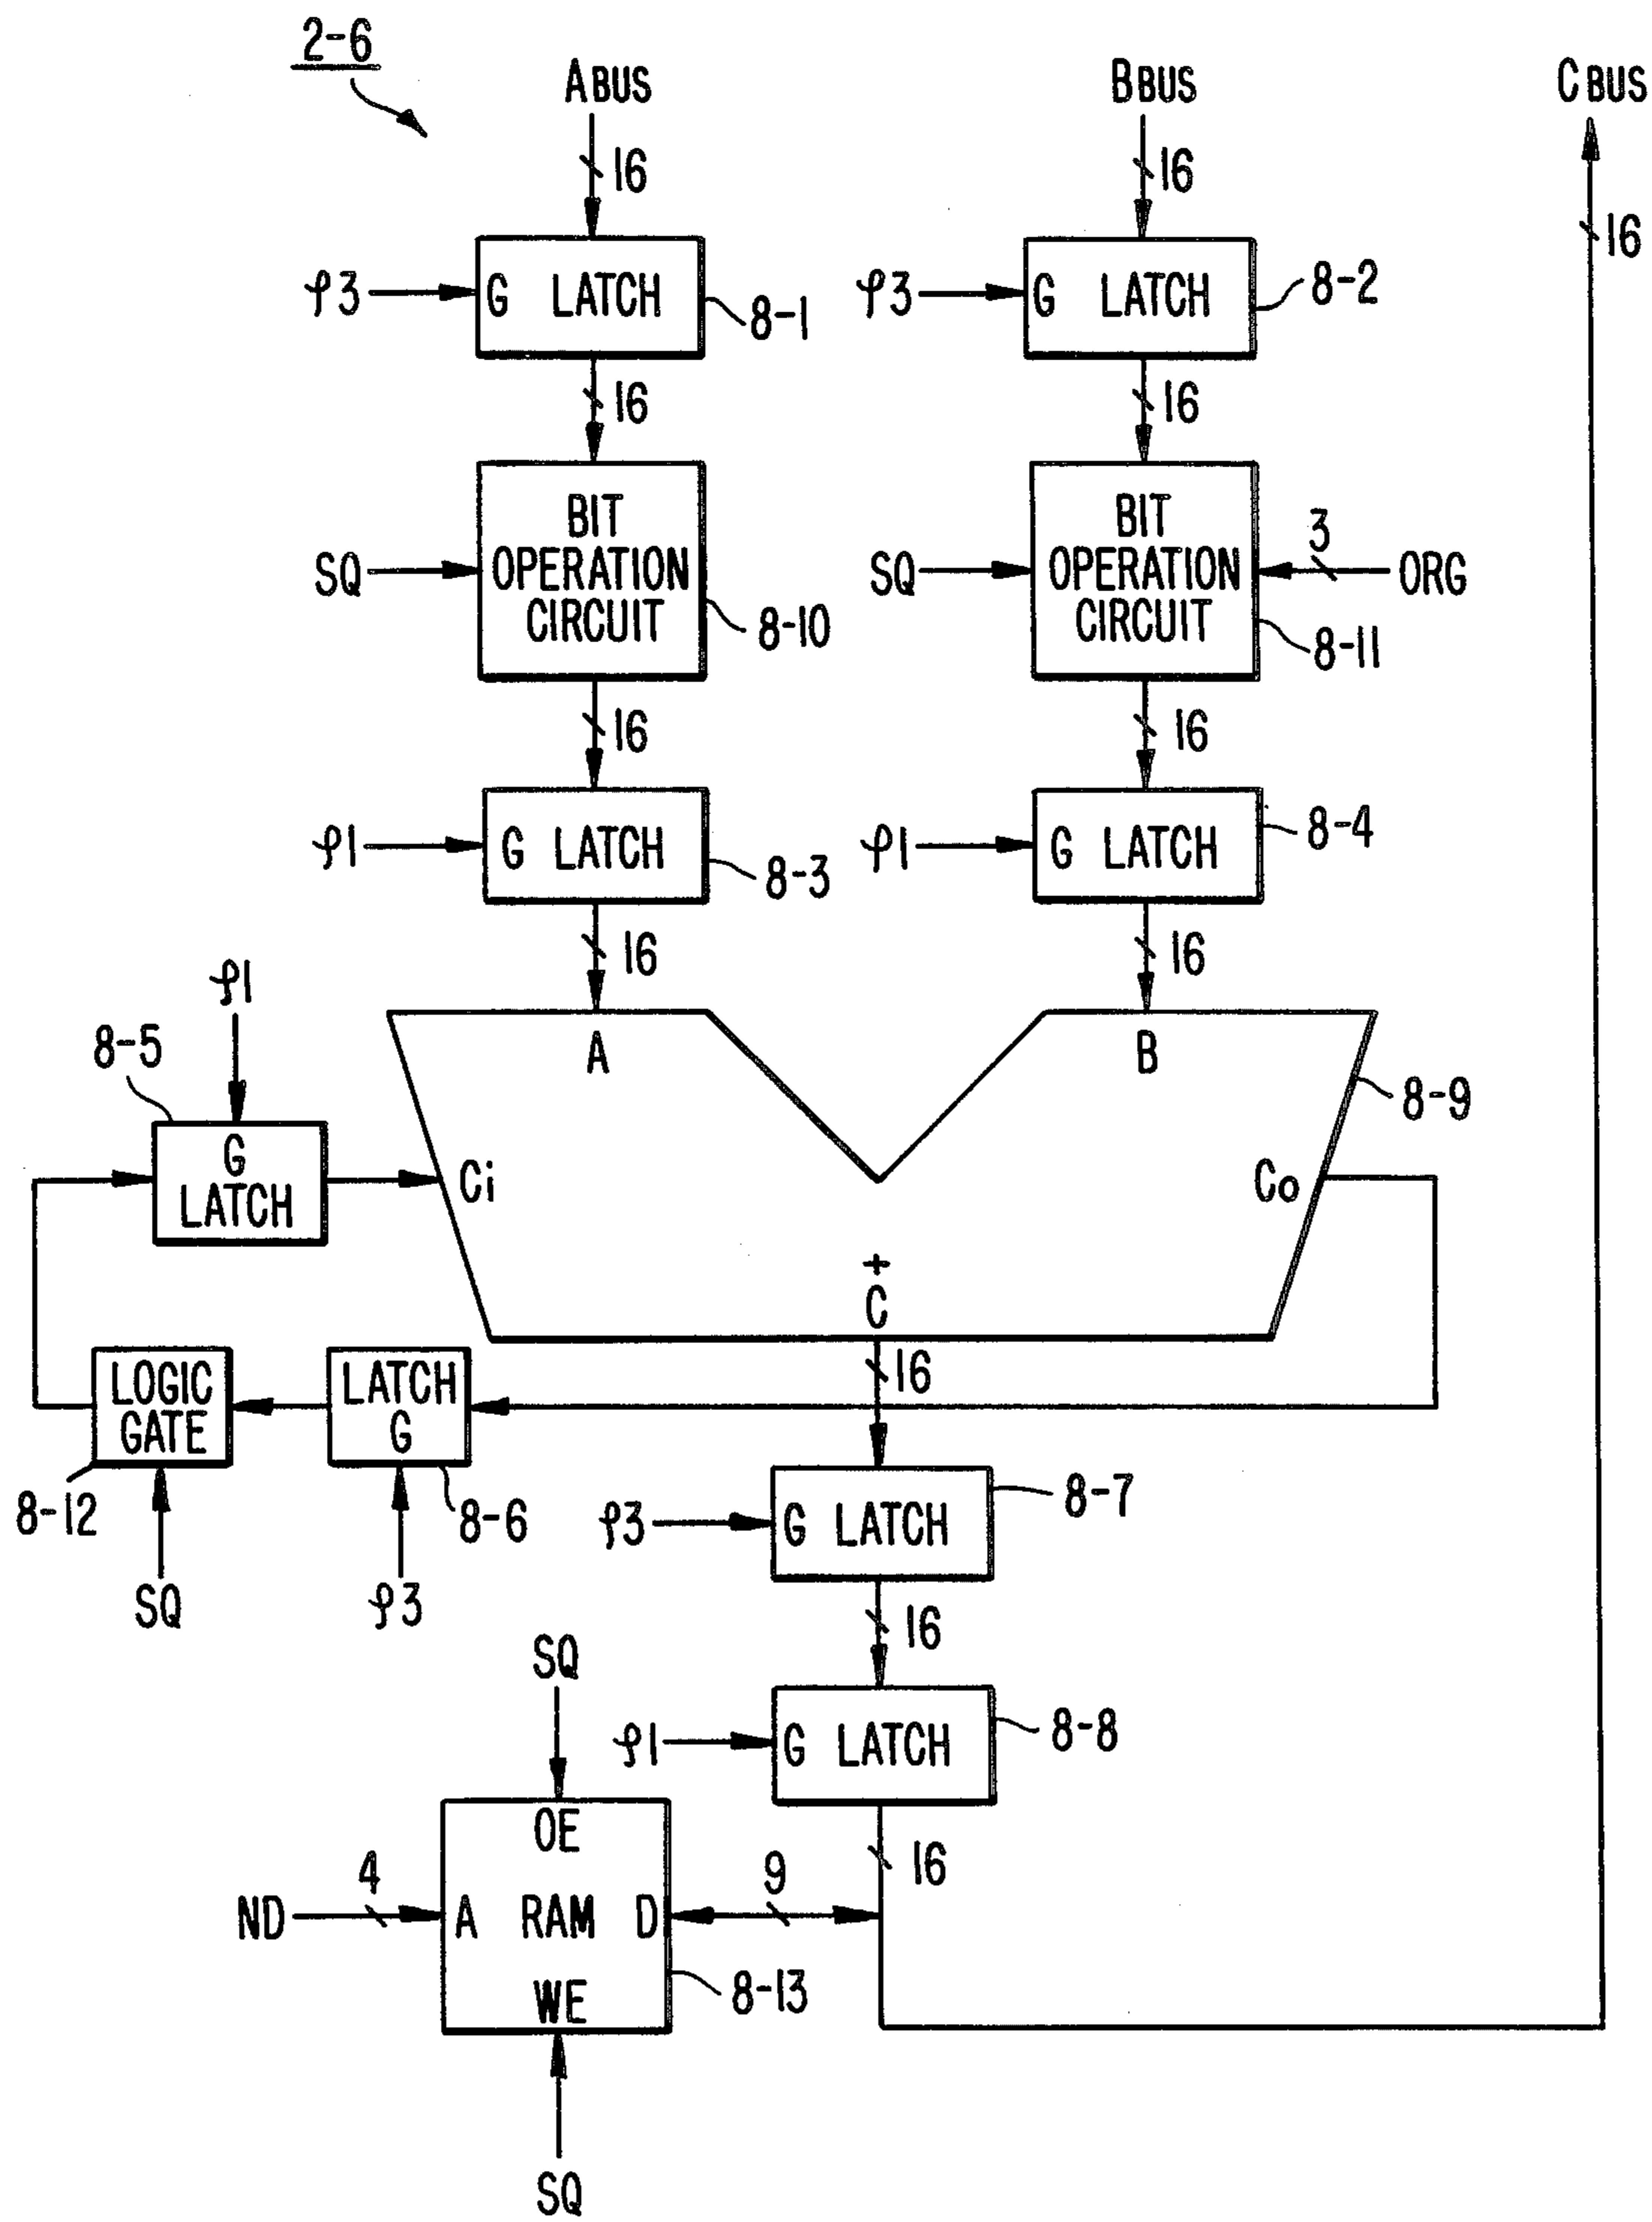 2-6
A BUS
B BUS
C BUS
16
16
16
φ3
G LATCH
8-1
φ3
G LATCH
8-2
16
16
SQ
BIT
OPERATION
CIRCUIT
8-10
SQ
BIT
OPERATION
CIRCUIT
3
ORG
8-11
16
16
φ1
G LATCH
8-3
φ1
G LATCH
8-4
16
16
φ1
8-5
A
B
8-9
G
LATCH
Ci
Co
+
C
LOGIC
GATE
LATCH
G
16
8-12
8-6
SQ
φ3
φ3
G LATCH
8-7
16
SQ
φ1
G LATCH
8-8
OE
16
ND
4
A RAM D
9
WE
8-13
SQ